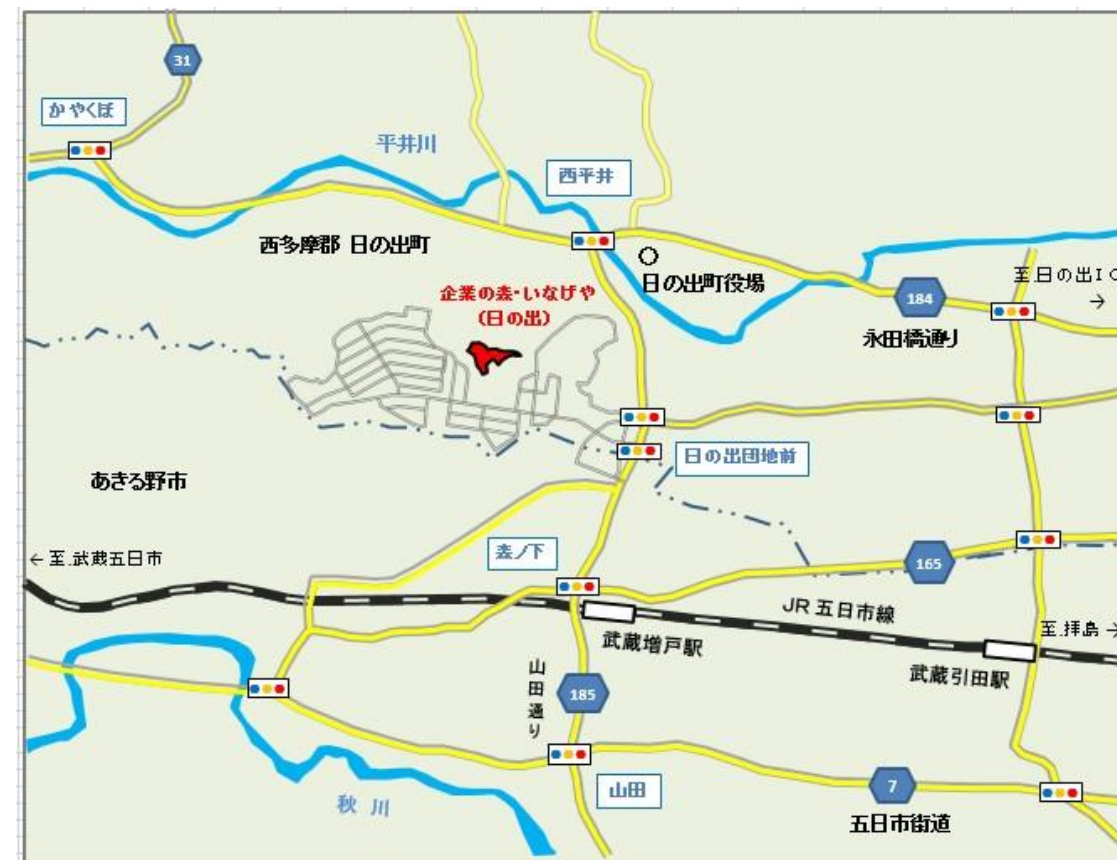 31
かやくぼ
平井川
西平井
西多摩郡 日の出町
日の出町役場
企業の森・いなげや
(日の出)
至.日の出IC
→
184
永田橋通り
日の出団地前
あきる野市
←至.武蔵五日市
森ノ下
165
JR 五日市線
至.拝島→
武蔵増戸駅
武蔵引田駅
山田通り
185
山田
7
五日市街道
秋 川